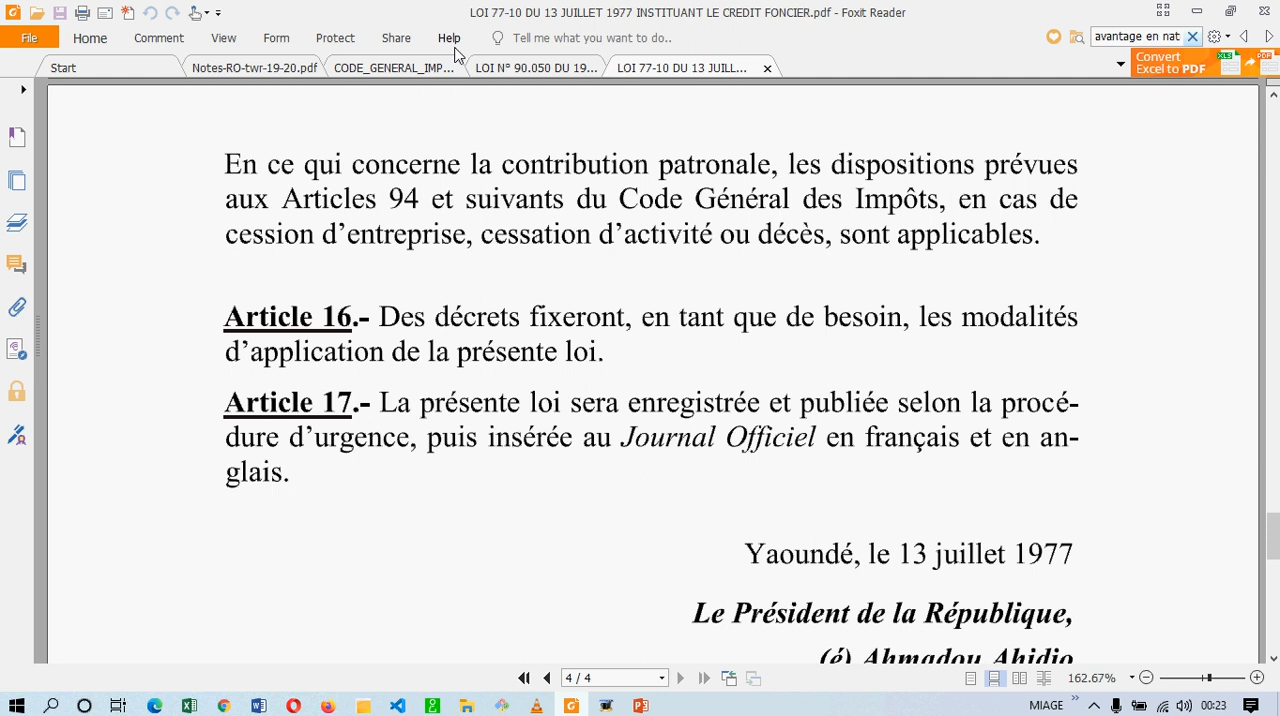 LOI 77-10 DU 13 JUILLET 1977 INSTITUANT LE CREDIT FONCIER.pdf - Foxit Reader
File Home Comment View Form Protect Share Help Tell me what you want to do.. avantage en nat
Start Notes-RO-twr-19-20.pdf CODE_GENERAL_IMP... LOI N° 90.050 DU 19... LOI 77-10 DU 13 JUILL...
Convert
Excel to PDF
En ce qui concerne la contribution patronale, les dispositions prévues
aux Articles 94 et suivants du Code Général des Impôts, en cas de
cession d’entreprise, cessation d’activité ou décès, sont applicables.
Article 16.- Des décrets fixeront, en tant que de besoin, les modalités
d’application de la présente loi.
Article 17.- La présente loi sera enregistrée et publiée selon la procé-
dure d’urgence, puis insérée au Journal Officiel en français et en an-
glais.
Yaoundé, le 13 juillet 1977
Le Président de la République,
(é) Ahmadou Ahidjo
4 / 4 162.67%
MIAGE 00:23